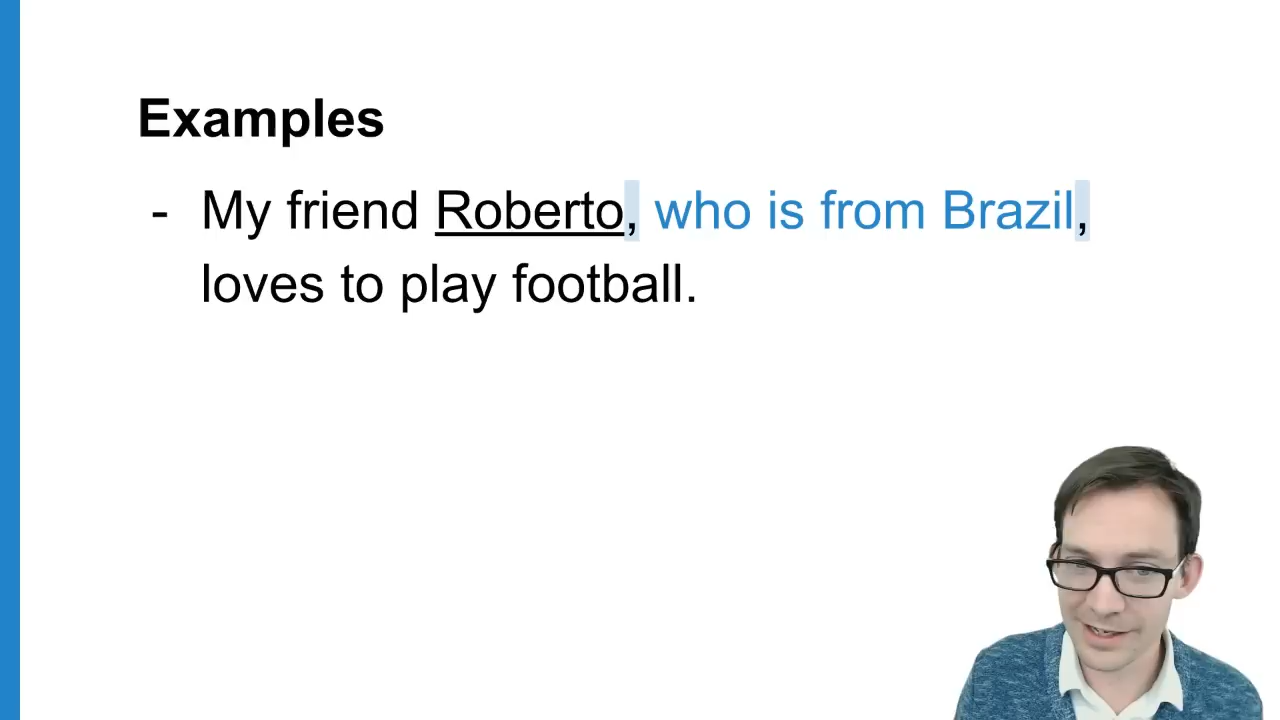 Examples
- My friend Roberto, who is from Brazil,
loves to play football.